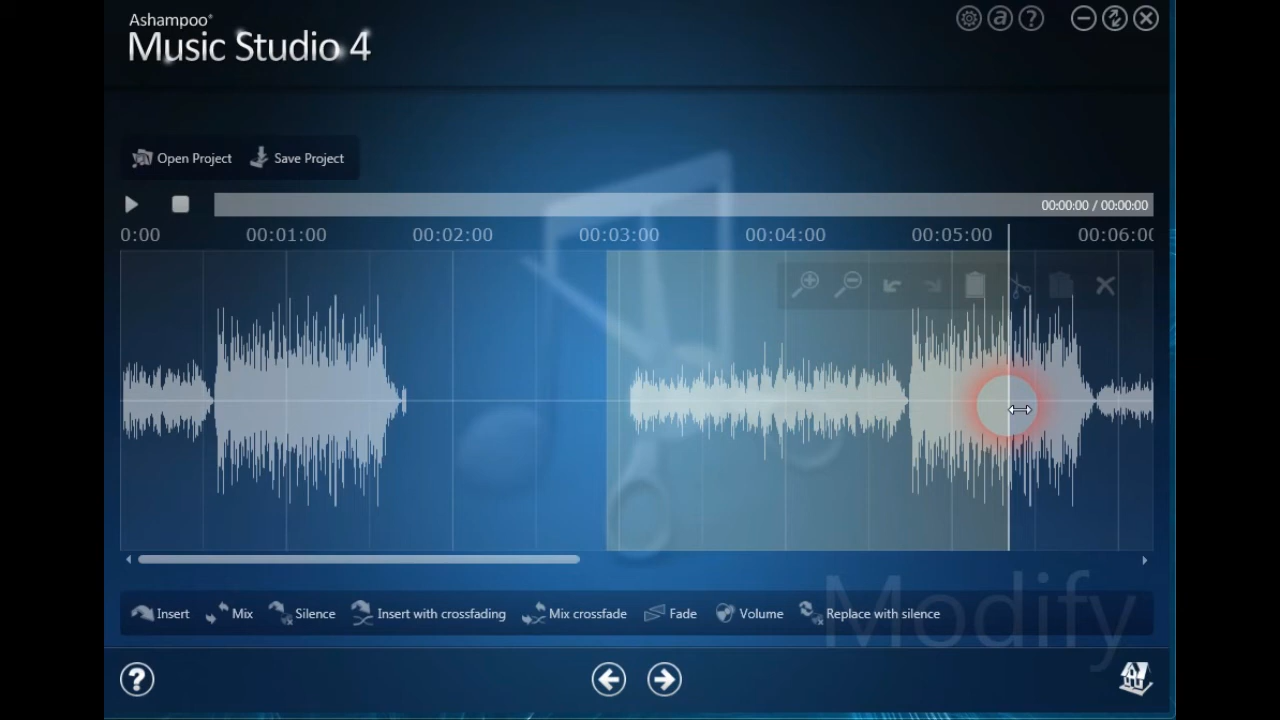 Ashampoo®
Music Studio 4
Open Project Save Project
00:00:00 / 00:00:00
0:00 00:01:00 00:02:00 00:03:00 00:04:00 00:05:00 00:06:00
Modify
Insert Mix Silence Insert with crossfading Mix crossfade Fade Volume Replace with silence